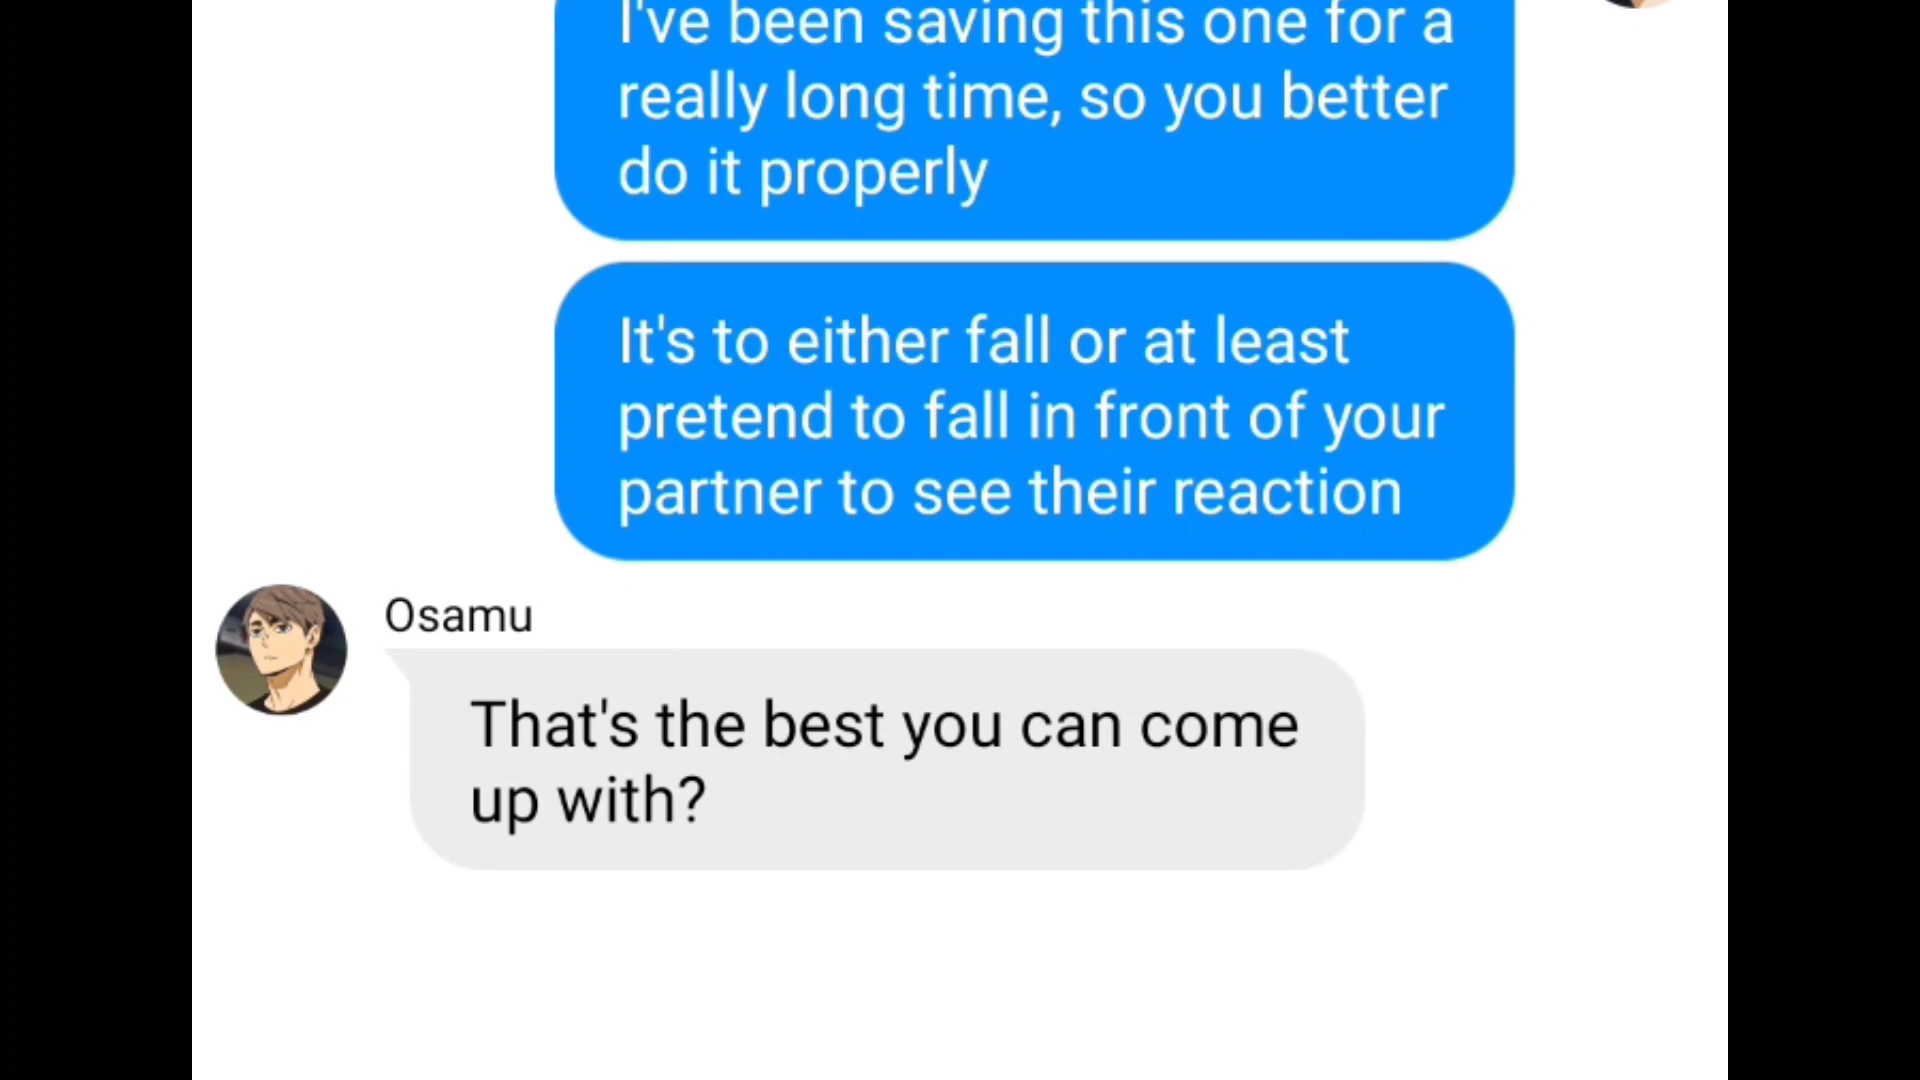 I've been saving this one for a
really long time, so you better
do it properly
It's to either fall or at least
pretend to fall in front of your
partner to see their reaction
Osamu
That's the best you can come
up with?